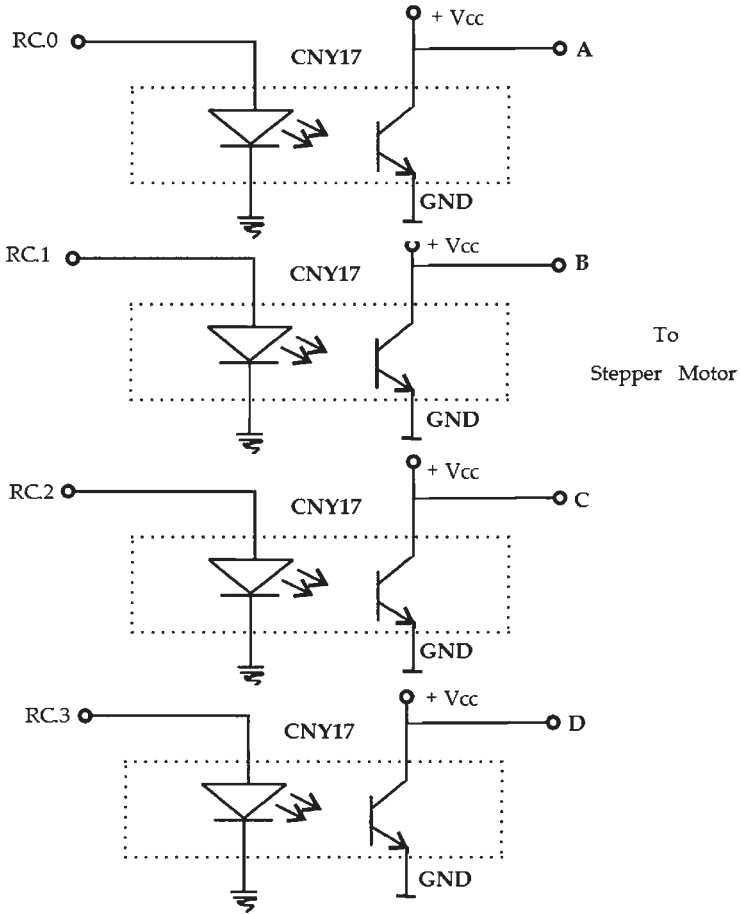 + Vcc
RC.0
CNY17
A
GND
+ Vcc
RC.1
CNY17
B
GND
To
Stepper Motor
+ Vcc
RC.2
CNY17
C
GND
+ Vcc
RC.3
CNY17
D
GND